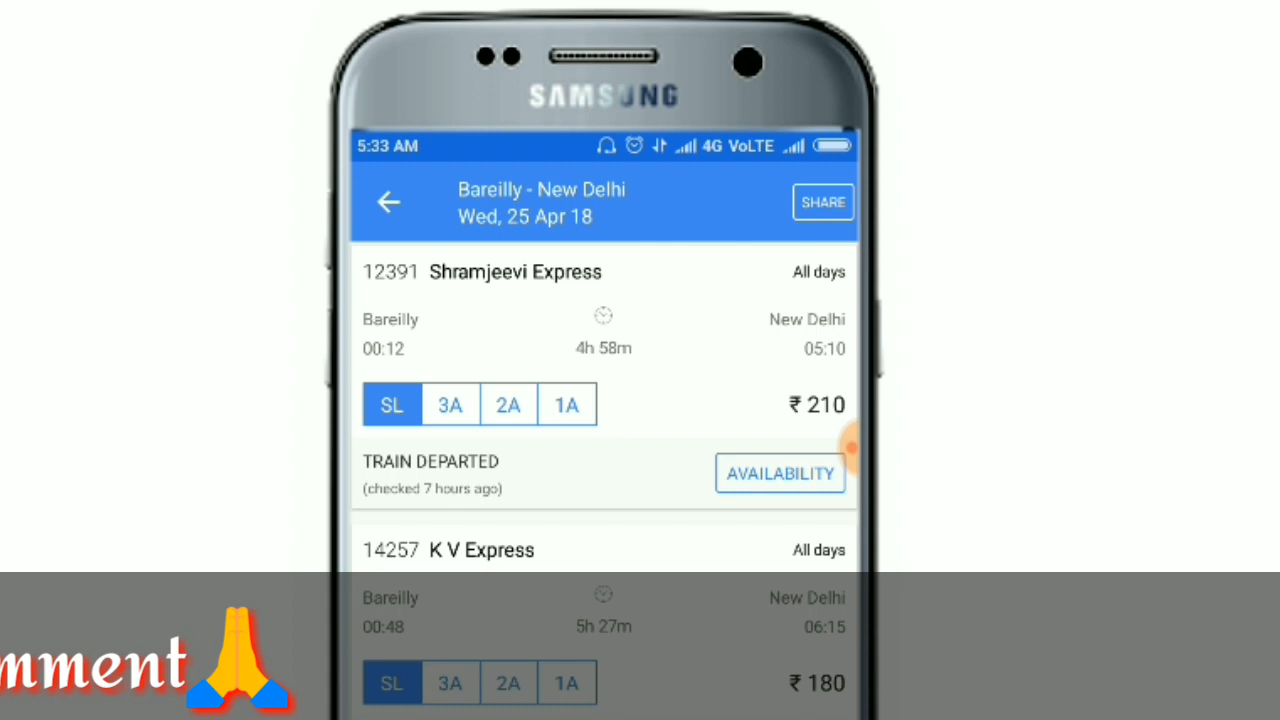 SAMSUNG
5:33 AM 4G VoLTE
Bareilly - New Delhi
Wed, 25 Apr 18
SHARE
12391 Shramjeevi Express All days
Bareilly New Delhi
00:12 4h 58m 05:10
SL 3A 2A 1A ₹ 210
TRAIN DEPARTED
(checked 7 hours ago)
AVAILABILITY
14257 K V Express All days
Bareilly New Delhi
00:48 5h 27m 06:15
SL 3A 2A 1A ₹ 180
mment